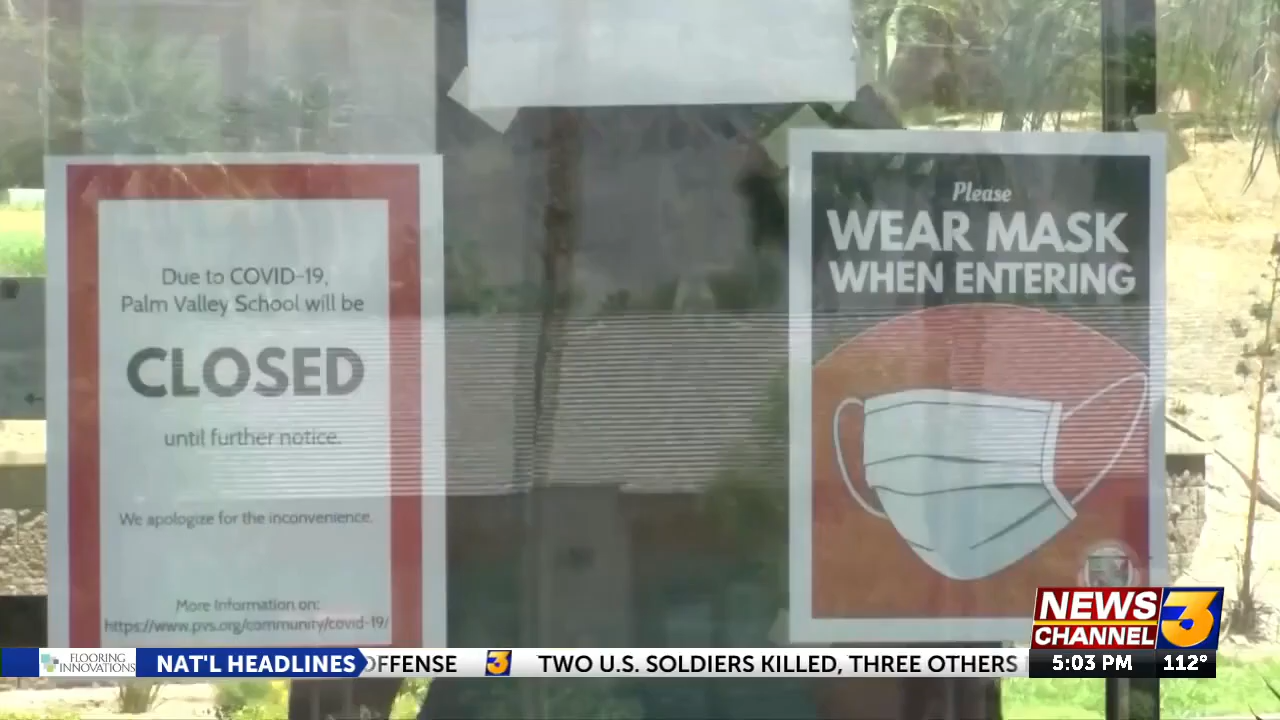 Due to COVID-19,
Palm Valley School will be
CLOSED
until further notice.
We apologize for the inconvenience.
More Information on:
https://www.pvs.org/community/covid-19/
Please
WEAR MASK
WHEN ENTERING
NEWS
CHANNEL
3
5:03 PM 112°
FLOORING
INNOVATIONS
NAT'L HEADLINES
OFFENSE 3 TWO U.S. SOLDIERS KILLED, THREE OTHERS